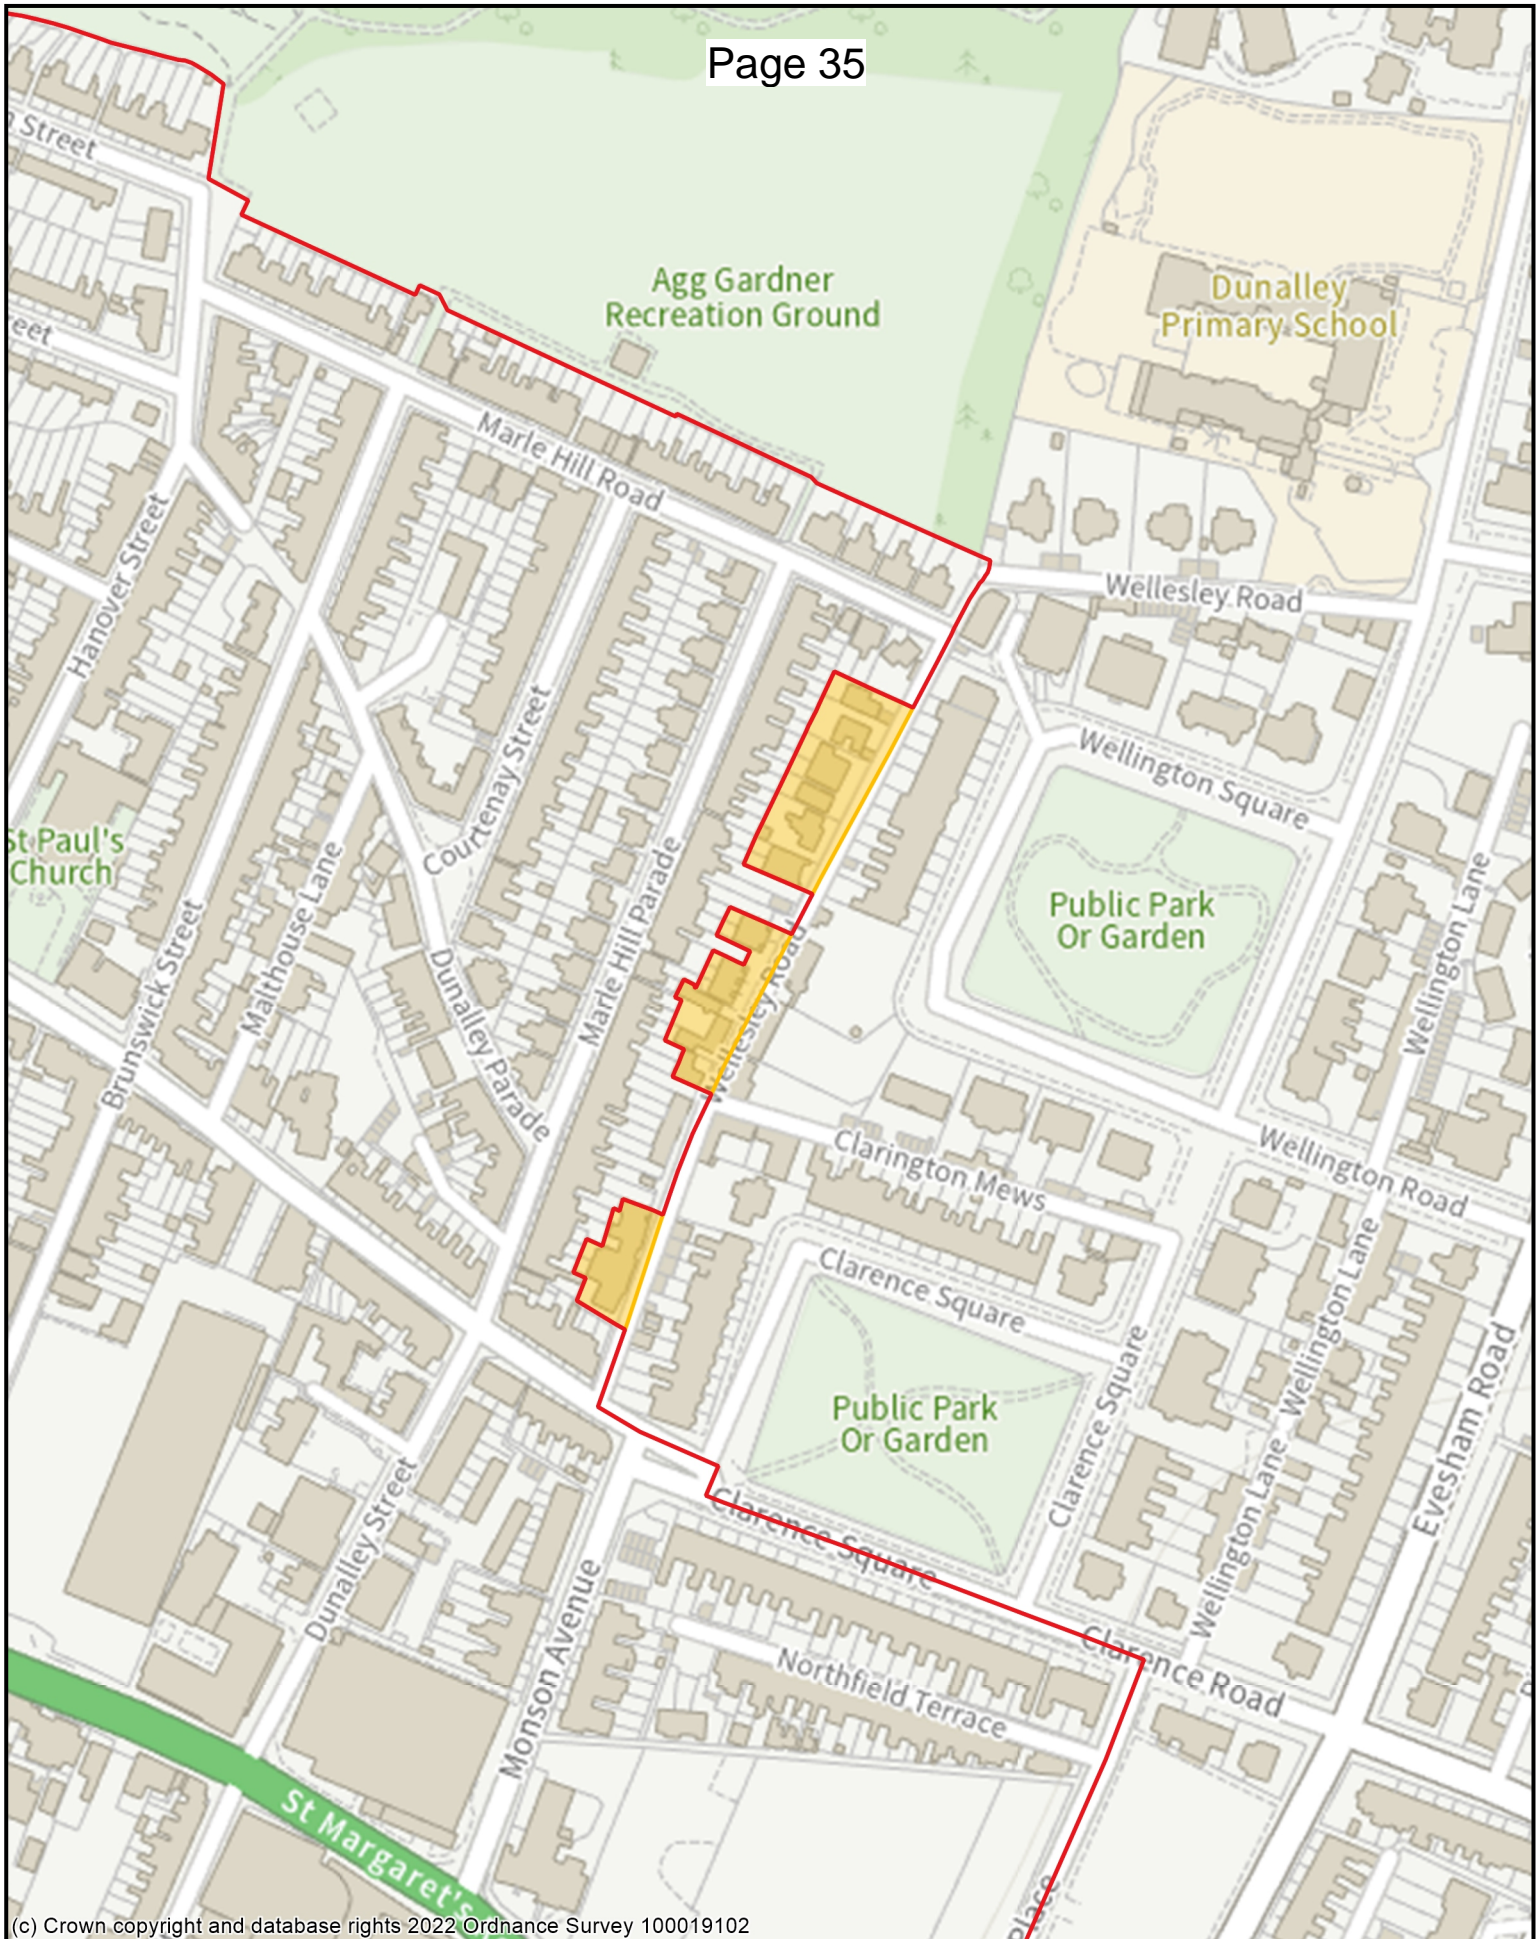 Page 35
Street
Agg Gardner
Recreation Ground
Dunalley
Primary School
Marle Hill Road
Wellesley Road
Hanover Street
Courtenay Street
Wellington Square
St Paul's
Church
Public Park
Or Garden
Brunswick Street
Malthouse Lane
Marle Hill Parade
Dunalley Parade
Wellesley Road
Wellington Lane
Clarington Mews
Wellington Road
Clarence Square
Clarence Square
Wellington Lane
Wellington Lane
Evesham Road
Public Park
Or Garden
Clarence Square
Dunalley Street
Monson Avenue
Northfield Terrace
Clarence Road
St Margaret's
Place
(c) Crown copyright and database rights 2022 Ordnance Survey 100019102